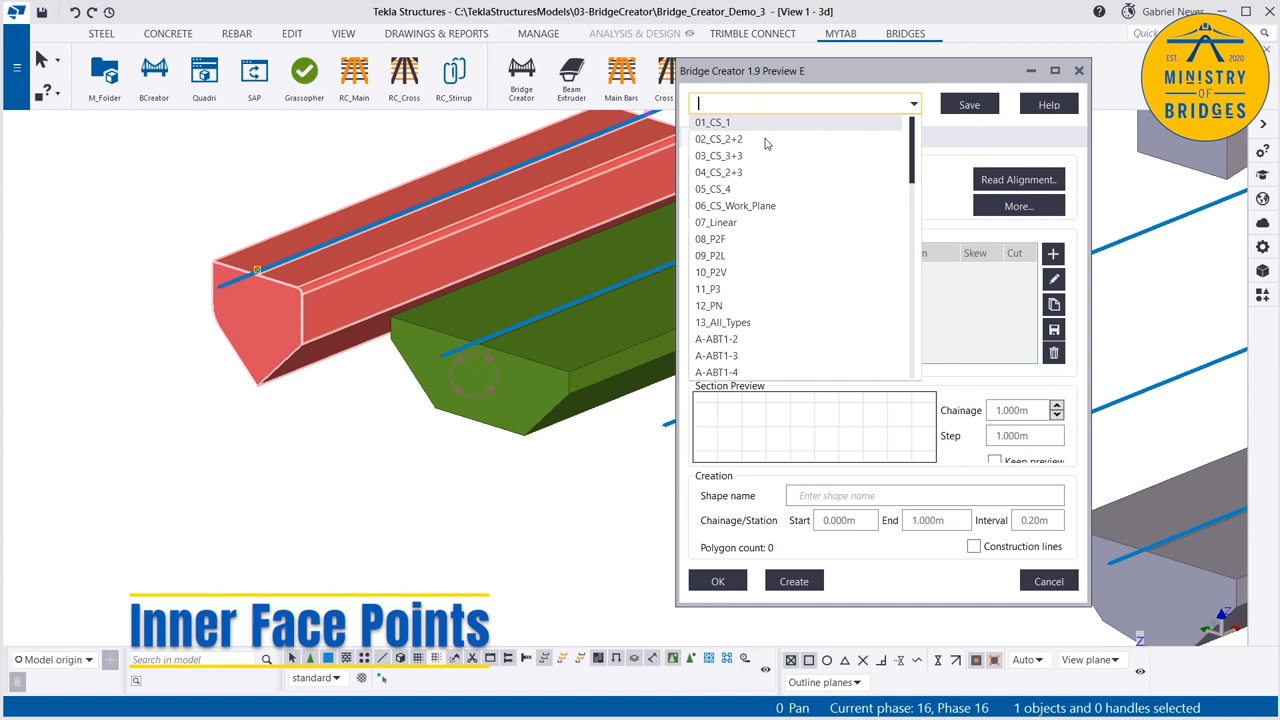 Tekla Structures - C:\TeklaStructuresModels\03-BridgeCreator\Bridge_Creator_Demo_3 - [View 1 - 3d]
Gabriel Neves
STEEL CONCRETE REBAR EDIT VIEW DRAWINGS & REPORTS MANAGE ANALYSIS & DESIGN TRIMBLE CONNECT MYTAB BRIDGES
M_Folder BCreator Quadri SAP Grassopher RC_Main RC_Cross RC_Stirrup Bridge Creator Beam Extruder Main Bars Cross
EST. 2020
MINISTRY
OF
BRIDGES
Bridge Creator 1.9 Preview E
Save Help
01_CS_1
02_CS_2+2
03_CS_3+3
04_CS_2+3
05_CS_4
06_CS_Work_Plane
07_Linear
08_P2F
09_P2L
10_P2V
11_P3
12_PN
13_All_Types
A-ABT1-2
A-ABT1-3
A-ABT1-4
Read Alignment..
More...
Skew Cut
Section Preview
Chainage 1.000m
Step 1.000m
Keep preview
Creation
Shape name Enter shape name
Chainage/Station Start 0.000m End 1.000m Interval 0.20m
Polygon count: 0 Construction lines
OK Create Cancel
Inner Face Points
Z
Z
Model origin Search in model
standard
Auto View plane
Outline planes
0 Pan Current phase: 16, Phase 16 1 objects and 0 handles selected